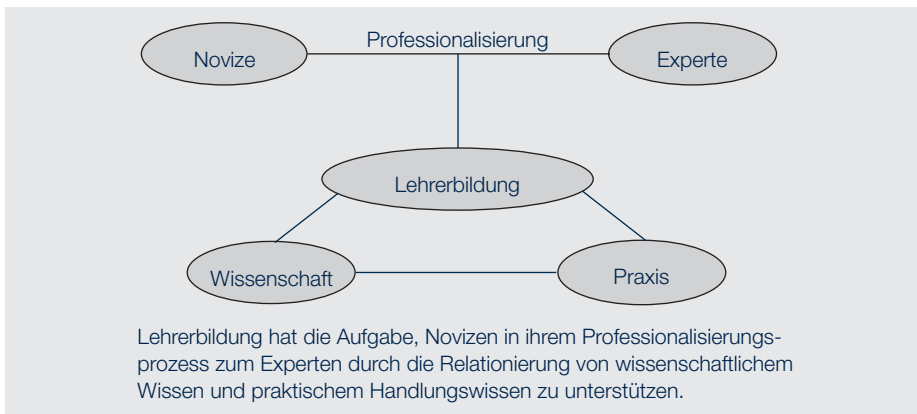 Professionalisierung
Novize
Experte
Lehrerbildung
Wissenschaft
Praxis
Lehrerbildung hat die Aufgabe, Novizen in ihrem Professionalisierungs-
prozess zum Experten durch die Relationierung von wissenschaftlichem
Wissen und praktischem Handlungswissen zu unterstützen.